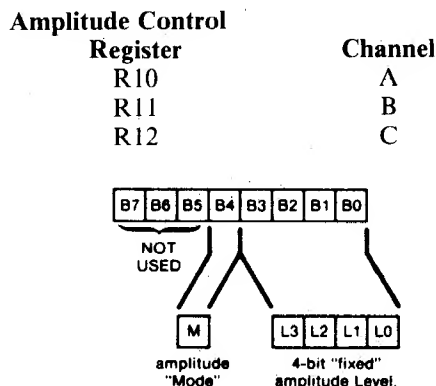 Amplitude Control
Register Channel
R10 A
R11 B
R12 C
B7 B6 B5 B4 B3 B2 B1 B0
NOT
USED
M L3 L2 L1 L0
amplitude 4-bit "fixed"
"Mode" amplitude Level.